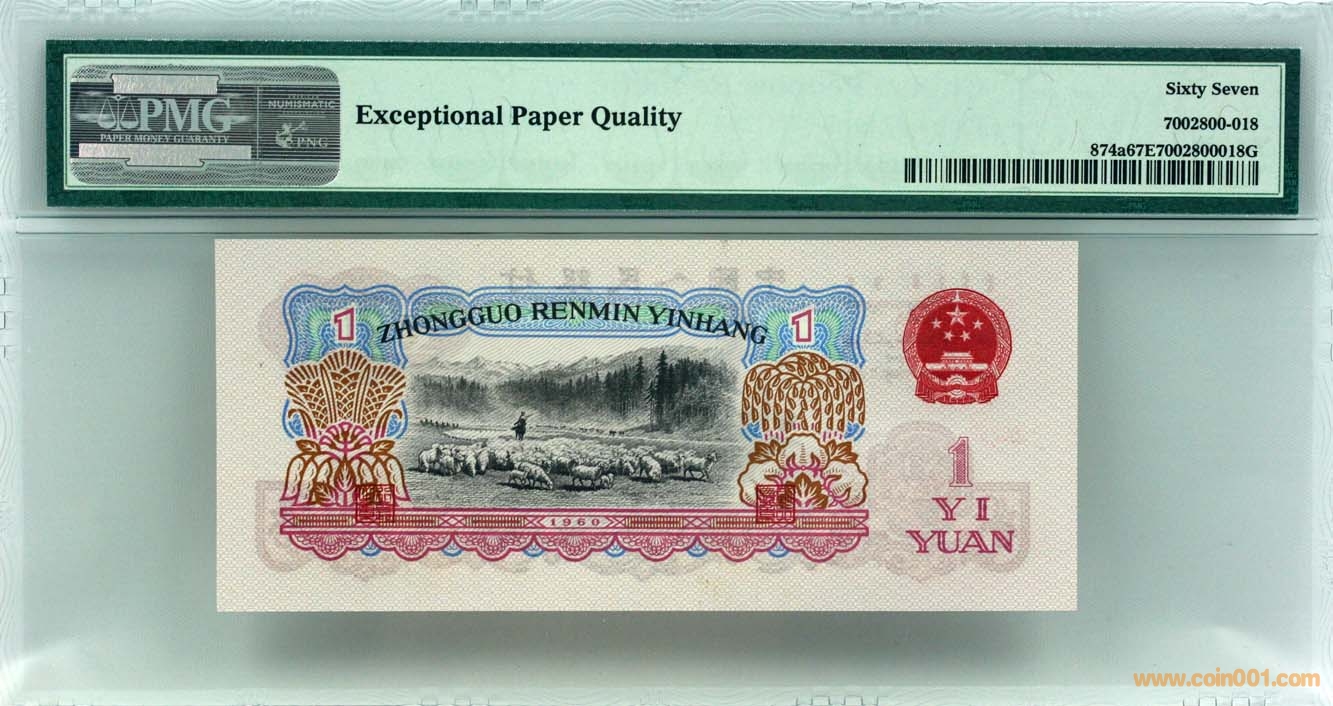 PMG
PAPER MONEY GUARANTY
NUMISMATIC
PNG
Exceptional Paper Quality
Sixty Seven
7002800-018
874a67E7002800018G
1
ZHONGGUO RENMIN YINHANG
1
1960
1
YI
YUAN
www.coin001.com